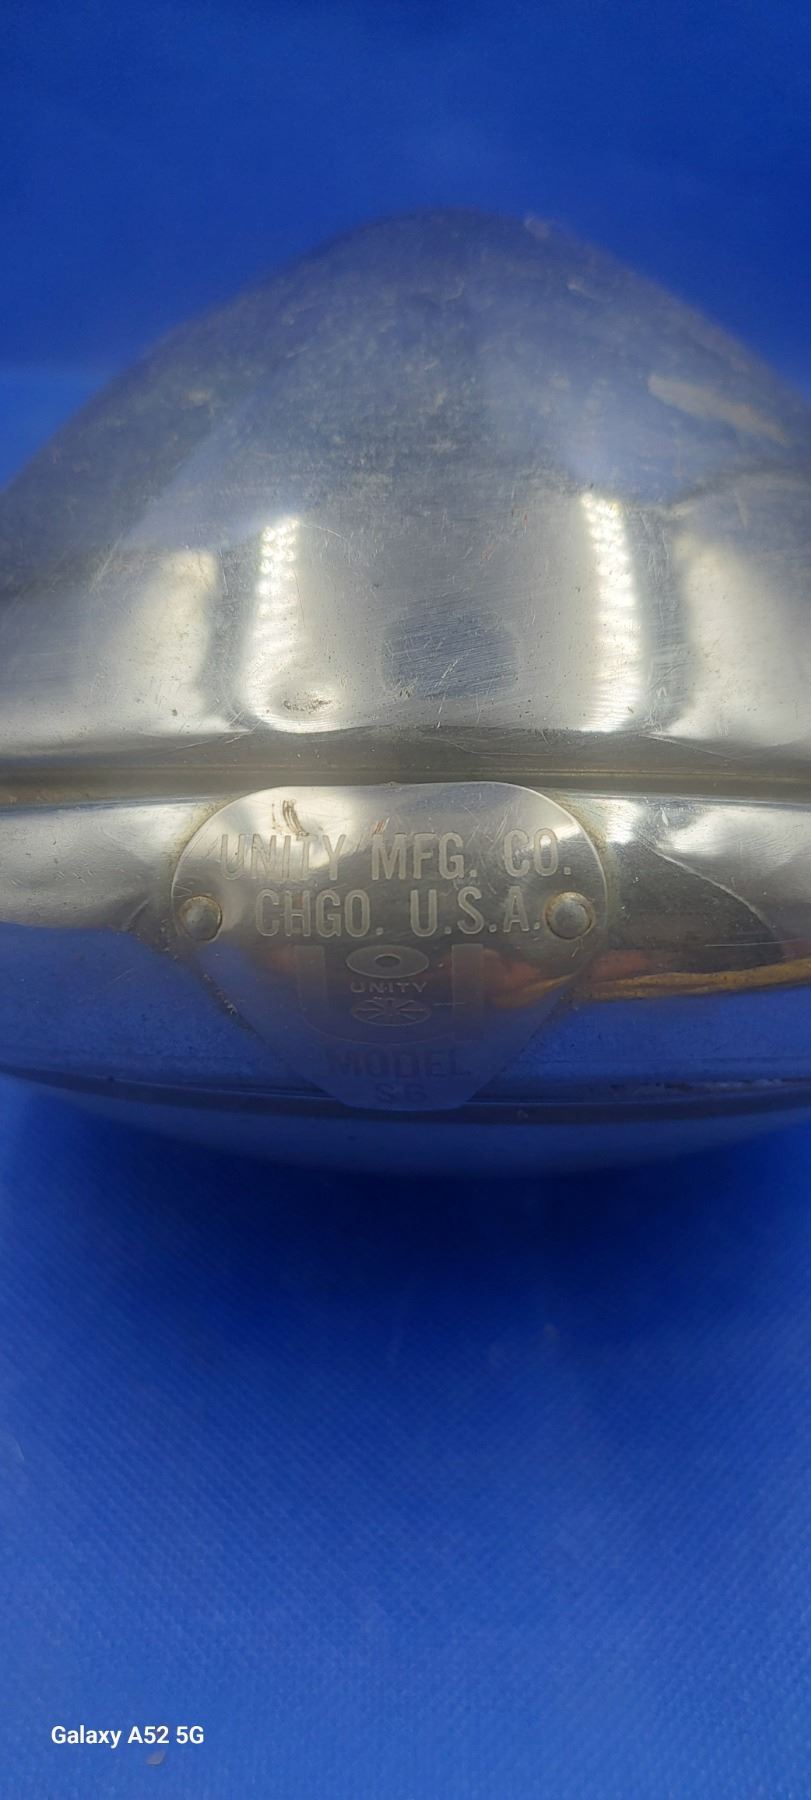 UNITY MFG. CO.
CHGO. U.S.A.
UNITY
MODEL
S6
Galaxy A52 5G